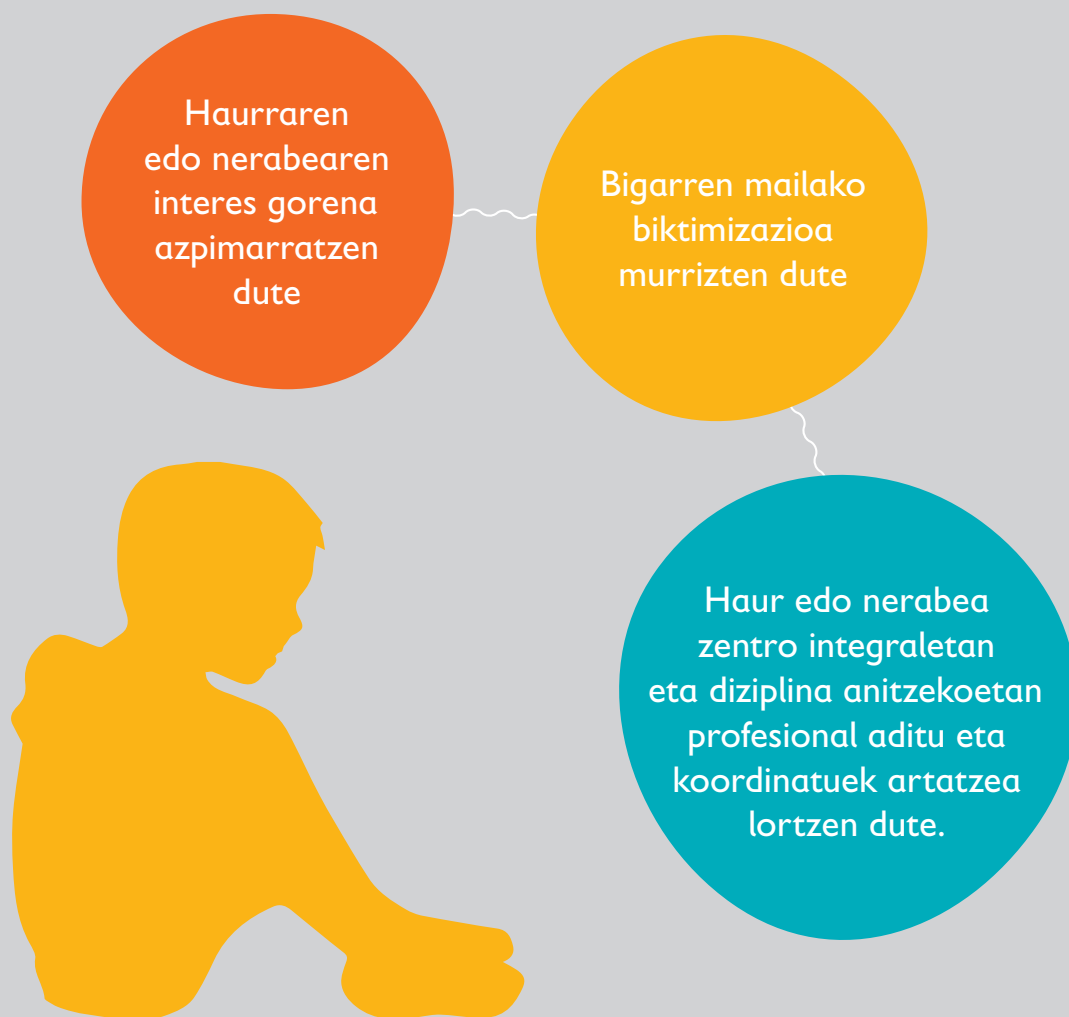 Haurraren
edo nerabearen
interes gorena
azpimarratzen
dute
Bigarren mailako
biktimizazioa
murrizten dute
Haur edo nerabea
zentro integraletan
eta diziplina anitzekoetan
profesional aditu eta
koordinatuek artatzea
lortzen dute.